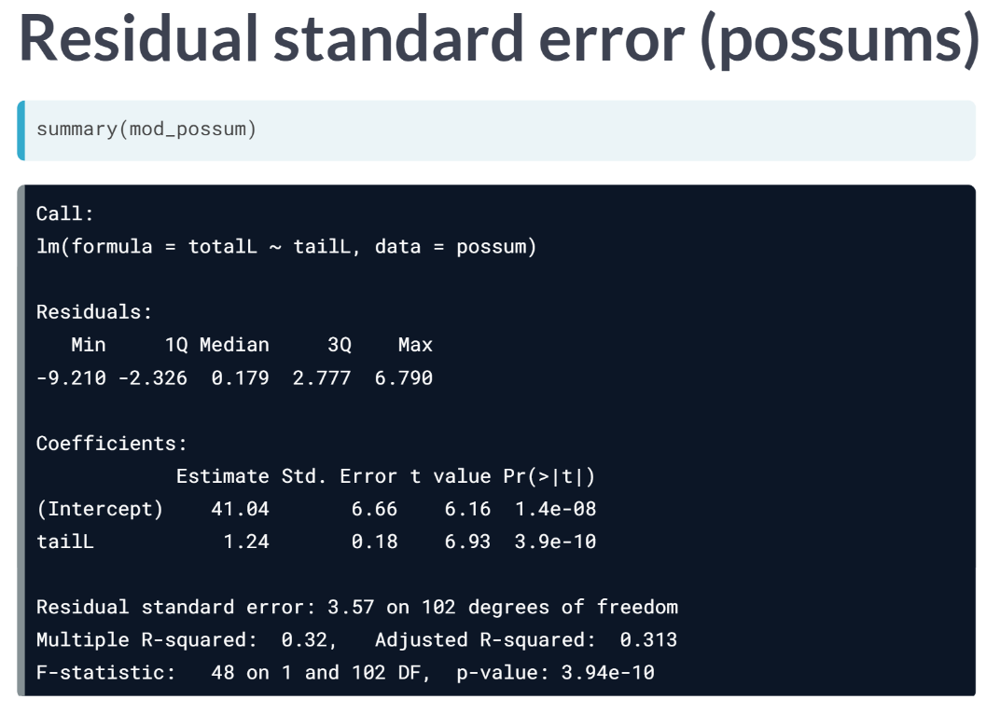 Residual standard error (possums)
summary(mod_possum)
Call:
lm(formula = totalL ~ tailL, data = possum)
Residuals:
   Min     1Q Median     3Q    Max
-9.210 -2.326  0.179  2.777  6.790
Coefficients:
            Estimate Std. Error t value Pr(>|t|)
(Intercept)    41.04       6.66    6.16  1.4e-08
tailL           1.24       0.18    6.93  3.9e-10
Residual standard error: 3.57 on 102 degrees of freedom
Multiple R-squared:  0.32,   Adjusted R-squared:  0.313
F-statistic:   48 on 1 and 102 DF,  p-value: 3.94e-10